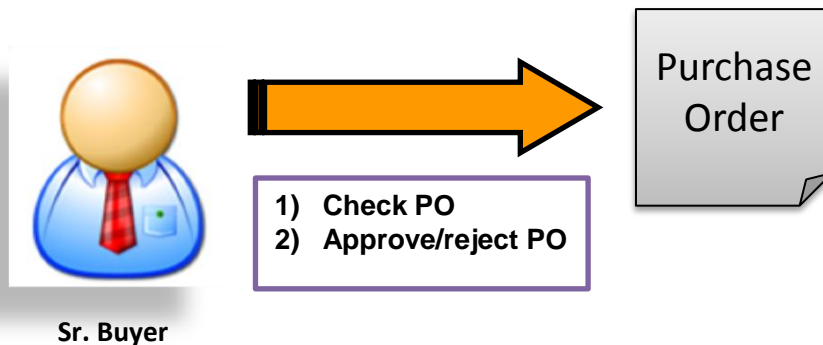 Purchase
Order
1) Check PO
2) Approve/reject PO
Sr. Buyer